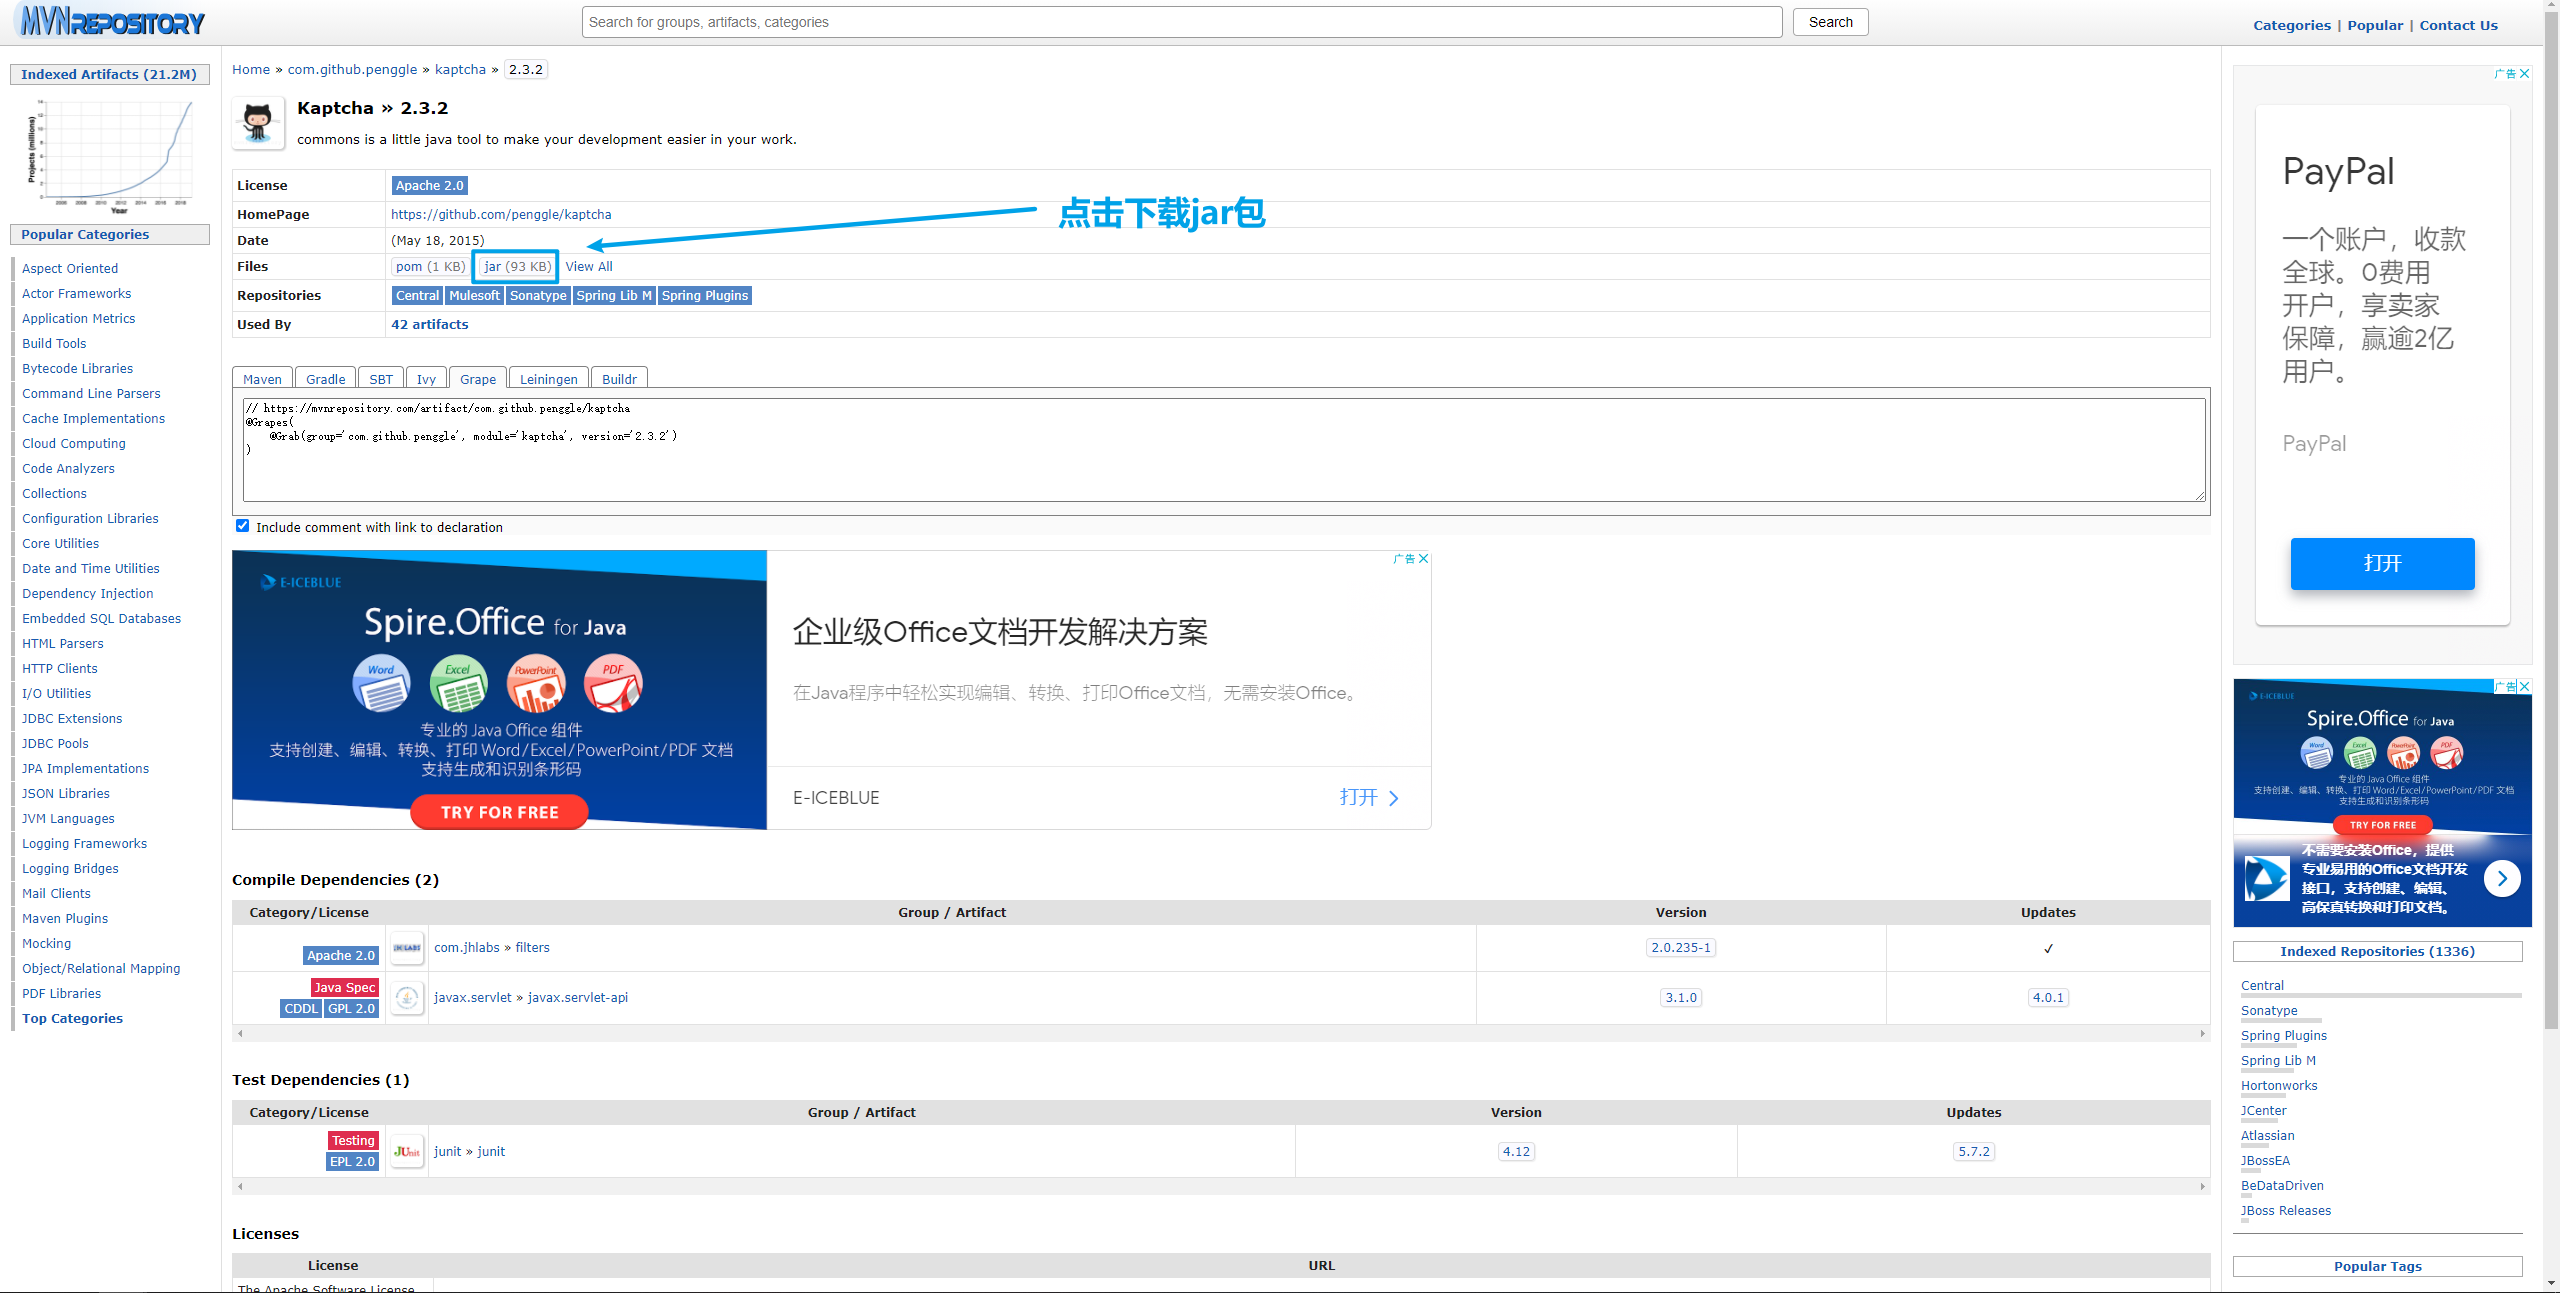 MVNREPOSITORY
Search for groups, artifacts, categories
Search
Categories | Popular | Contact Us
Indexed Artifacts (21.2M)
Projects (millions)
Year
Popular Categories
Aspect Oriented
Actor Frameworks
Application Metrics
Build Tools
Bytecode Libraries
Command Line Parsers
Cache Implementations
Cloud Computing
Code Analyzers
Collections
Configuration Libraries
Core Utilities
Date and Time Utilities
Dependency Injection
Embedded SQL Databases
HTML Parsers
HTTP Clients
I/O Utilities
JDBC Extensions
JDBC Pools
JPA Implementations
JSON Libraries
JVM Languages
Logging Frameworks
Logging Bridges
Mail Clients
Maven Plugins
Mocking
Object/Relational Mapping
PDF Libraries
Top Categories
Home » com.github.penggle » kaptcha » 2.3.2
Kaptcha » 2.3.2
commons is a little java tool to make your development easier in your work.
License Apache 2.0
HomePage https://github.com/penggle/kaptcha
点击下载jar包
Date (May 18, 2015)
Files pom (1 KB) jar (93 KB) View All
Repositories Central Mulesoft Sonatype Spring Lib M Spring Plugins
Used By 42 artifacts
Maven Gradle SBT Ivy Grape Leiningen Buildr
// https://mvnrepository.com/artifact/com.github.penggle/kaptcha
@Grapes(
@Grab(group='com.github.penggle', module='kaptcha', version='2.3.2')
)
Include comment with link to declaration
广告
E-ICEBLUE
Spire.Office for Java
Word Excel PowerPoint PDF
专业的 Java Office 组件
支持创建、编辑、转换、打印 Word/Excel/PowerPoint/PDF 文档
支持生成和识别条形码
TRY FOR FREE
企业级Office文档开发解决方案
在Java程序中轻松实现编辑、转换、打印Office文档，无需安装Office。
E-ICEBLUE
打开
Compile Dependencies (2)
Category/License Group / Artifact Version Updates
Apache 2.0 JHLABS com.jhlabs » filters 2.0.235-1 ✓
Java Spec
CDDL GPL 2.0 javax.servlet » javax.servlet-api 3.1.0 4.0.1
Test Dependencies (1)
Category/License Group / Artifact Version Updates
Testing
EPL 2.0 JUnit junit » junit 4.12 5.7.2
Licenses
License URL
The Apache Software License
广告
PayPal
一个账户，收款
全球。0费用
开户，享卖家
保障，赢逾2亿
用户。
PayPal
打开
广告
E-ICEBLUE
Spire.Office for Java
Word Excel PowerPoint PDF
专业的 Java Office 组件
支持创建、编辑、转换、打印 Word/Excel/PowerPoint/PDF 文档
支持生成和识别条形码
TRY FOR FREE
不需要安装Office，提供
专业易用的Office文档开发
接口，支持创建、编辑、
高保真转换和打印文档。
Indexed Repositories (1336)
Central
Sonatype
Spring Plugins
Spring Lib M
Hortonworks
JCenter
Atlassian
JBossEA
BeDataDriven
JBoss Releases
Popular Tags